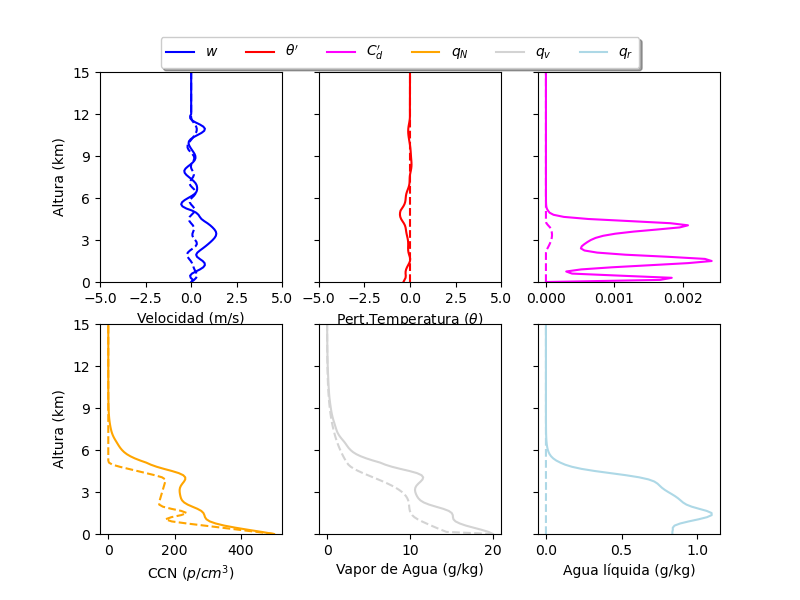 w θ′ C′d qN qv qr
15
12
9
6
3
0
Altura (km)
−5.0 −2.5 0.0 2.5 5.0
Velocidad (m/s)
−5.0 −2.5 0.0 2.5 5.0
Pert.Temperatura (θ)
0.000 0.001 0.002
15
12
9
6
3
0
Altura (km)
0 200 400
CCN (p/cm³)
0 10 20
Vapor de Agua (g/kg)
0.0 0.5 1.0
Agua líquida (g/kg)